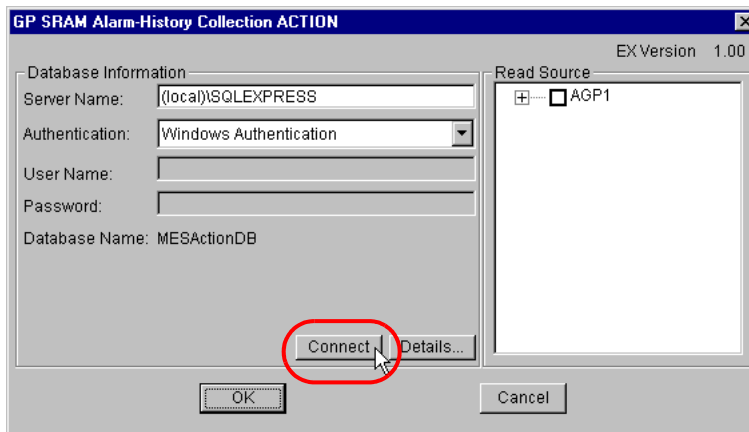 GP SRAM Alarm-History Collection ACTION
EX Version 1.00
Database Information
Server Name: (local)\SQLEXPRESS
Authentication: Windows Authentication
User Name:
Password:
Database Name: MESActionDB
Connect Details...
Read Source
AGP1
OK Cancel